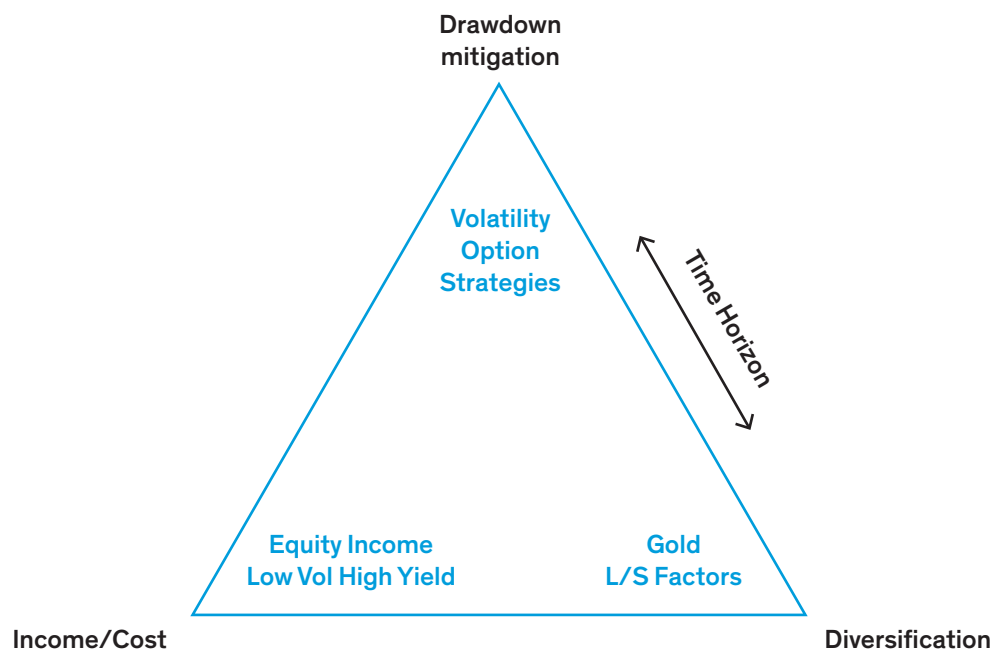 Drawdown
mitigation
Volatility
Option
Strategies
Time Horizon
Equity Income
Low Vol High Yield
Gold
L/S Factors
Income/Cost
Diversification